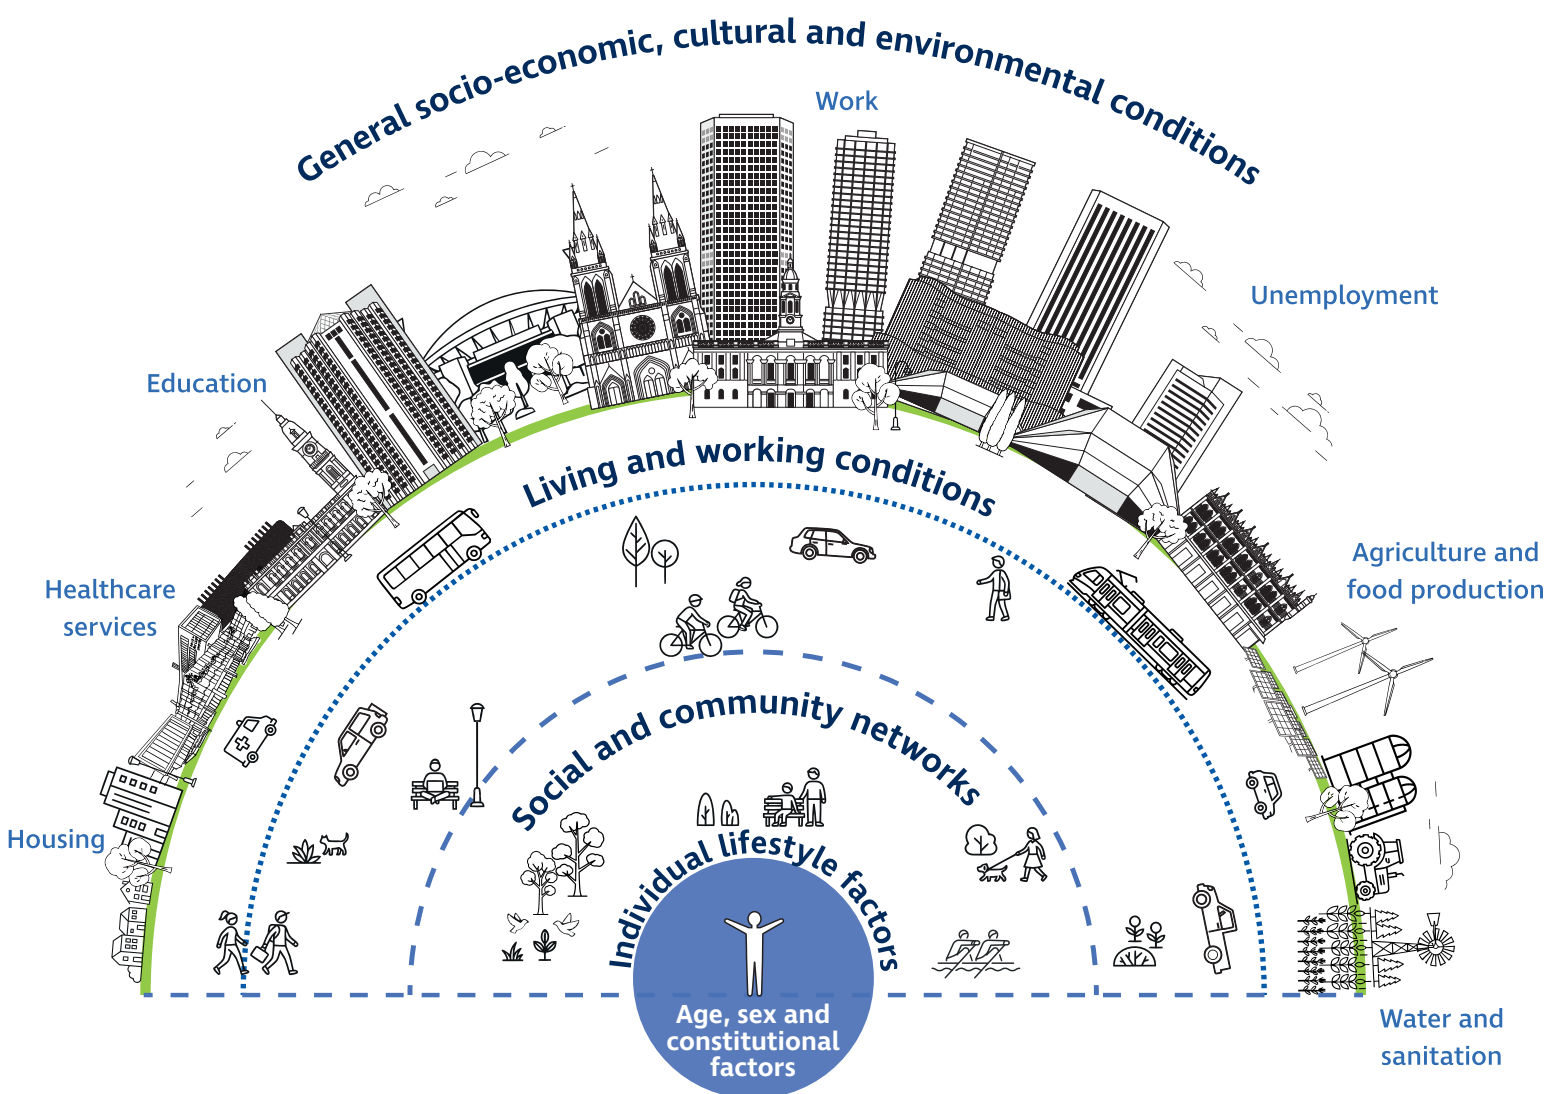 General socio-economic, cultural and environmental conditions
Work
Unemployment
Education
Living and working conditions
Agriculture and
food production
Healthcare
services
Social and community networks
Housing
Individual lifestyle factors
Age, sex and
constitutional
factors
Water and
sanitation